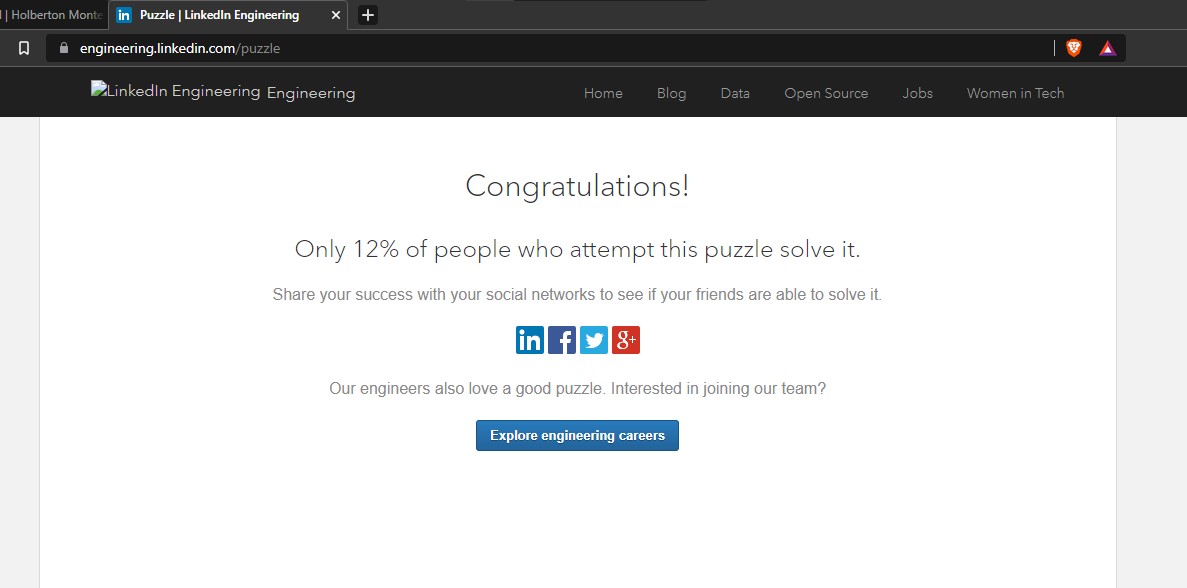 | Holberton Monte
Puzzle | LinkedIn Engineering
engineering.linkedin.com/puzzle
LinkedIn Engineering Engineering
Home Blog Data Open Source Jobs Women in Tech
Congratulations!
Only 12% of people who attempt this puzzle solve it.
Share your success with your social networks to see if your friends are able to solve it.
in f g+
Our engineers also love a good puzzle. Interested in joining our team?
Explore engineering careers